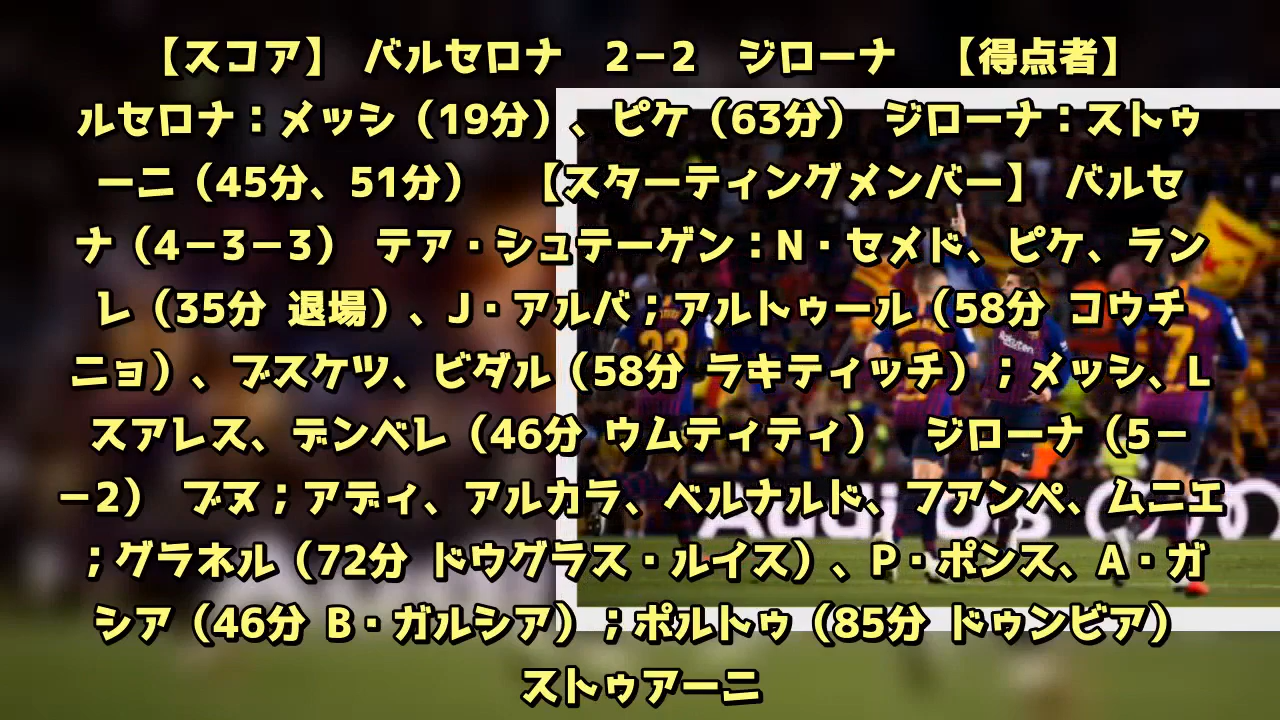 【スコア】 バルセロナ 2－2 ジローナ 【得点者】
ルセロナ：メッシ（19分）、ピケ（63分） ジローナ：ストゥ
ーニ（45分、51分） 【スターティングメンバー】 バルセ
ナ（4－3－3） テア・シュテーゲン：N・セメド、ピケ、ラン
レ（35分 退場）、J・アルバ；アルトゥール（58分 コウチ
ニョ）、ブスケツ、ビダル（58分 ラキティッチ）；メッシ、L
スアレス、デンベレ（46分 ウムティティ） ジローナ（5－
－2） ブヌ；アディ、アルカラ、ベルナルド、フアンペ、ムニエ
；グラネル（72分 ドウグラス・ルイス）、P・ポンス、A・ガ
シア（46分 B・ガルシア）；ポルトゥ（85分 ドゥンビア）
ストゥアーニ
23
7
Rakuten
Audi